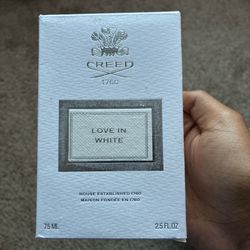 CREED
1760
LOVE IN
WHITE
HOUSE ESTABLISHED 1760
MAISON FONDÉE EN 1760
75 ML 2.5 FL.OZ